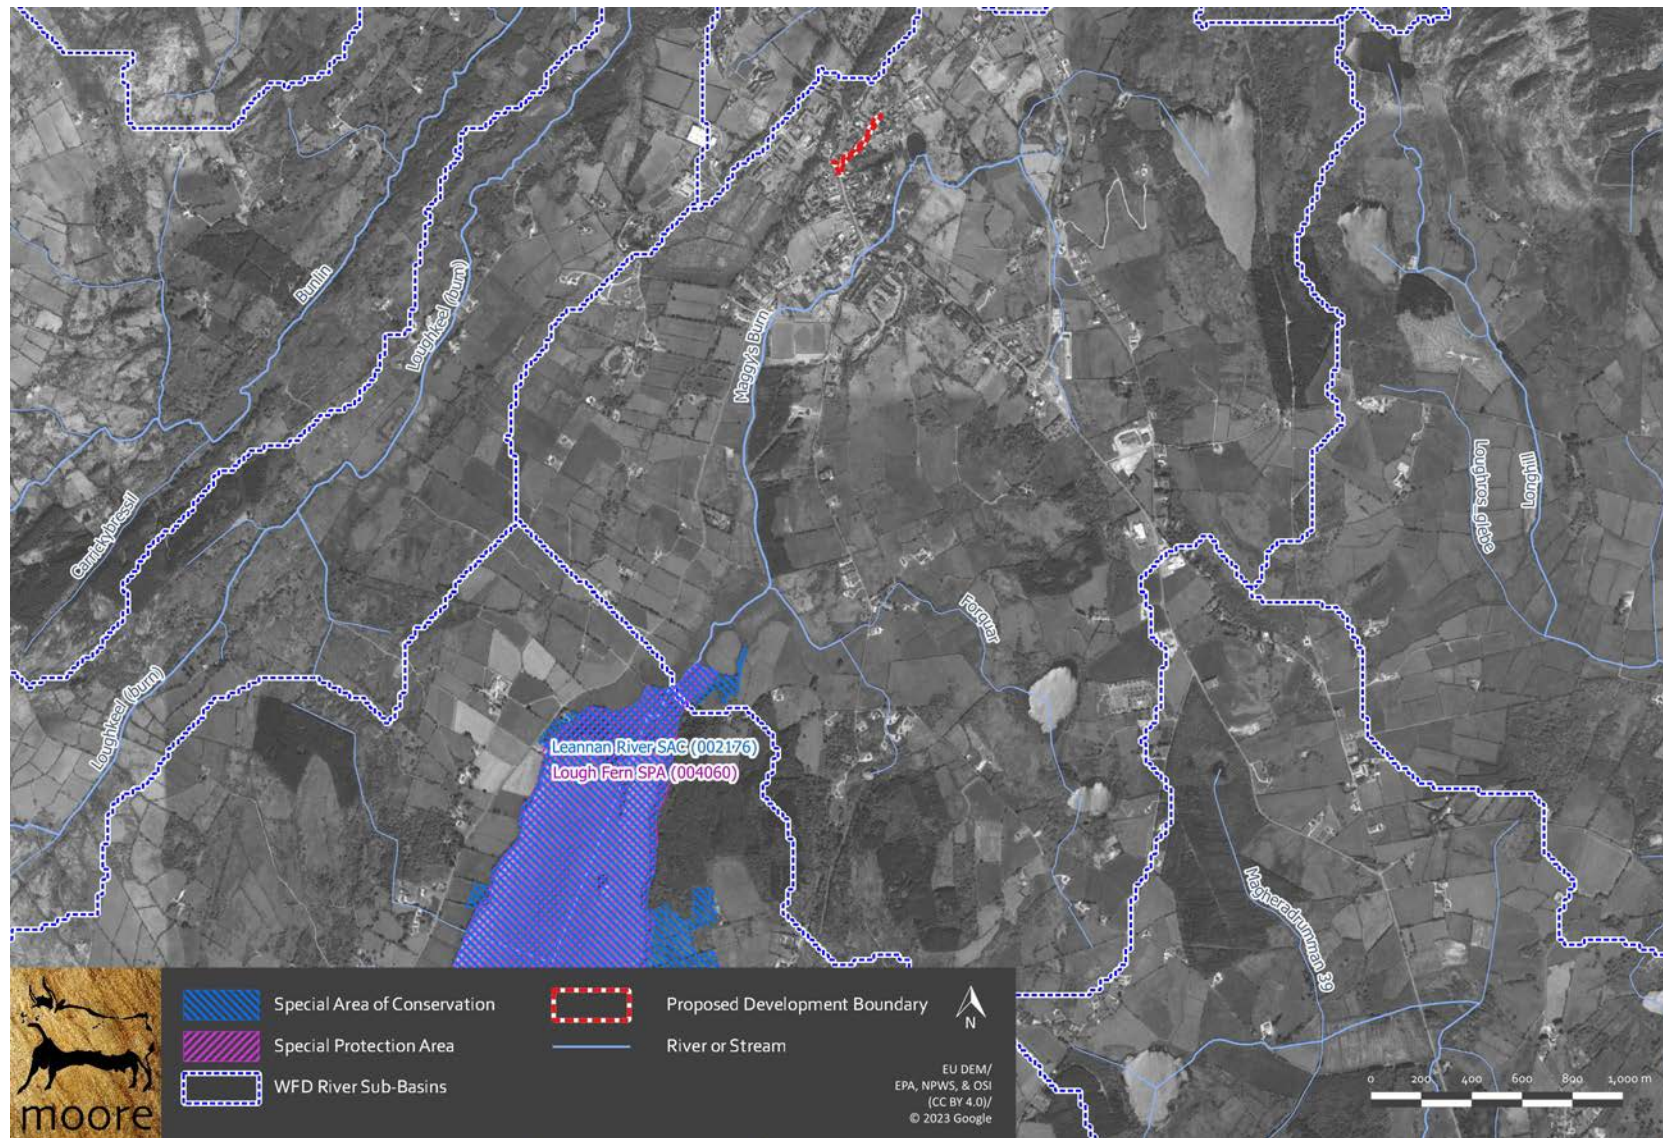 Bunlin
Loughkeel (burn)
Maggy's Burn
Carrickybressil
Loughros_glebe
Longhill
Forquar
Loughkeel (burn)
Leannan River SAC (002176)
Lough Fern SPA (004060)
Magheradrumman 39
moore
Special Area of Conservation
Special Protection Area
WFD River Sub-Basins
Proposed Development Boundary
River or Stream
N
EU DEM/
EPA, NPWS, & OSI
(CC BY 4.0)/
© 2023 Google
0 200 400 600 800 1,000 m